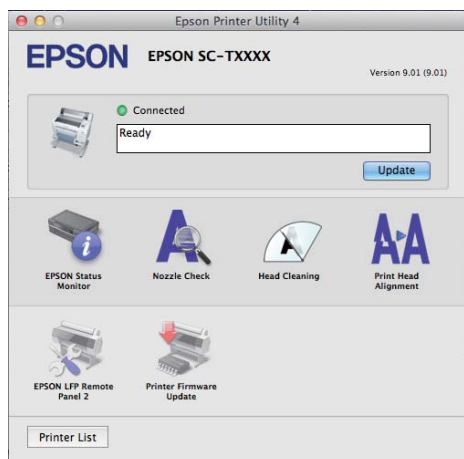 Epson Printer Utility 4
EPSON
EPSON SC-TXXXX
Version 9.01 (9.01)
Connected
Ready
Update
EPSON Status
Monitor
Nozzle Check
Head Cleaning
Print Head
Alignment
EPSON LFP Remote
Panel 2
Printer Firmware
Update
Printer List